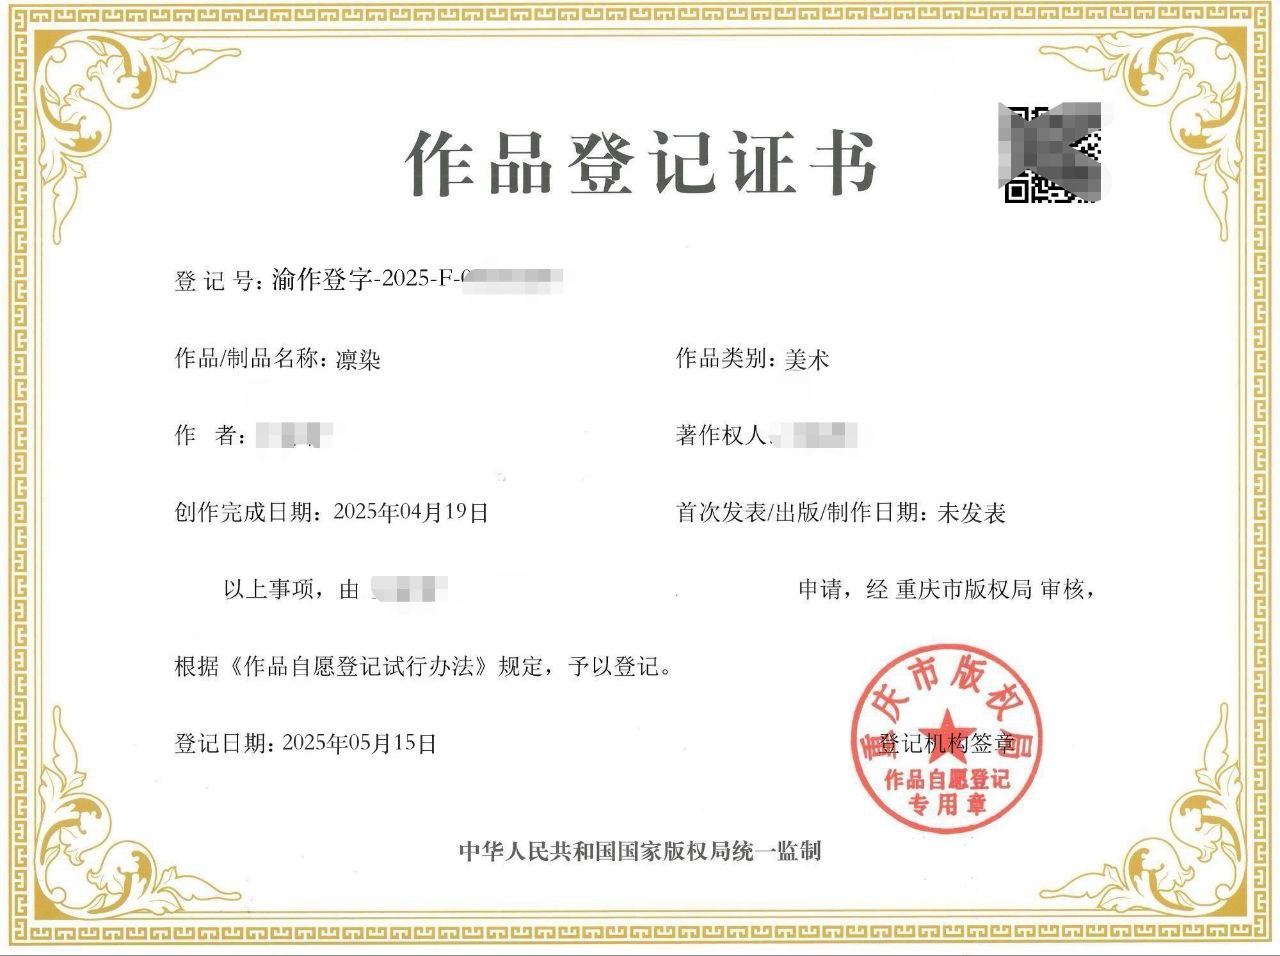 作品登记证书
登 记 号: 渝作登字-2025-F-
作品/制品名称: 凛染
作品类别: 美术
作 者:
著作权人
创作完成日期: 2025年04月19日
首次发表/出版/制作日期: 未发表
以上事项，由
申请，经 重庆市版权局 审核，
根据《作品自愿登记试行办法》规定，予以登记。
登记日期: 2025年05月15日
登记机构签章
重庆市版权局
作品自愿登记
专用章
中华人民共和国国家版权局统一监制